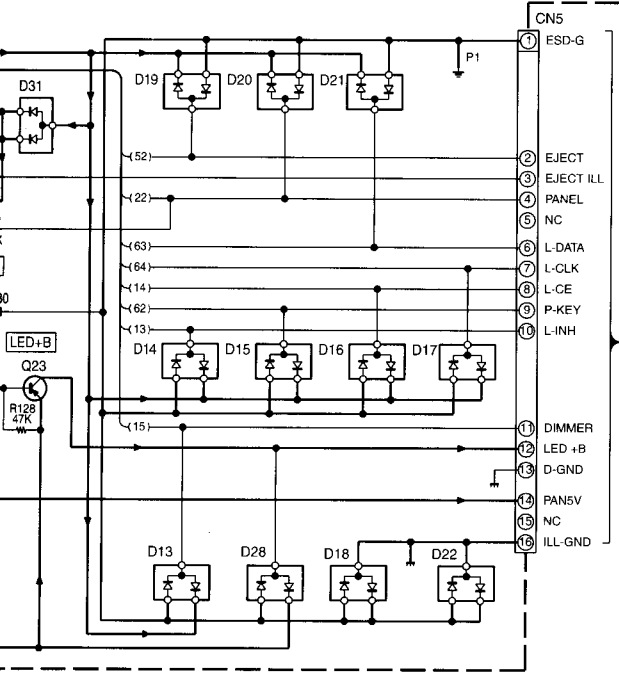 CN5
1 ESD-G
P1
D19 D20 D21
D31
(52) 2 EJECT
3 EJECT ILL
(22) 4 PANEL
5 NC
(63) 6 L-DATA
(64) 7 L-CLK
(14) 8 L-CE
(62) 9 P-KEY
(13) 10 L-INH
LED+B
D14 D15 D16 D17
Q23
R128
47K
(15) 11 DIMMER
12 LED +B
13 D-GND
14 PAN5V
15 NC
16 ILL-GND
D13 D28 D18 D22